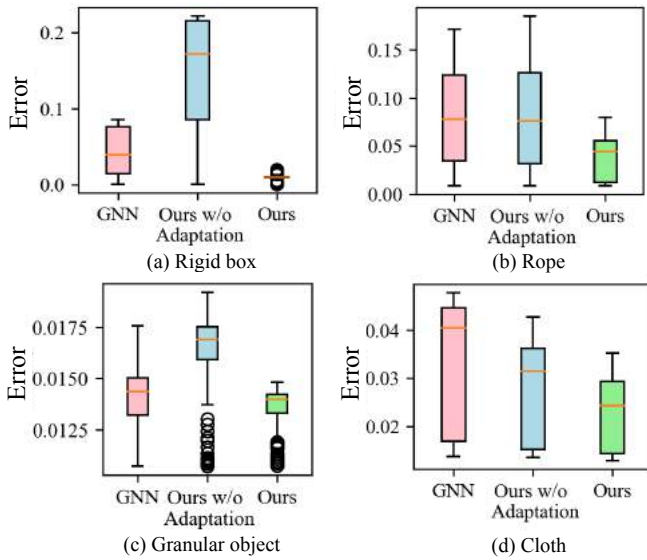 Error
0.2
0.1
0.0
GNN
Ours w/o
Adaptation
Ours
(a) Rigid box
Error
0.15
0.10
0.05
0.00
GNN
Ours w/o
Adaptation
Ours
(b) Rope
Error
0.0175
0.0150
0.0125
GNN
Ours w/o
Adaptation
Ours
(c) Granular object
Error
0.04
0.03
0.02
GNN
Ours w/o
Adaptation
Ours
(d) Cloth